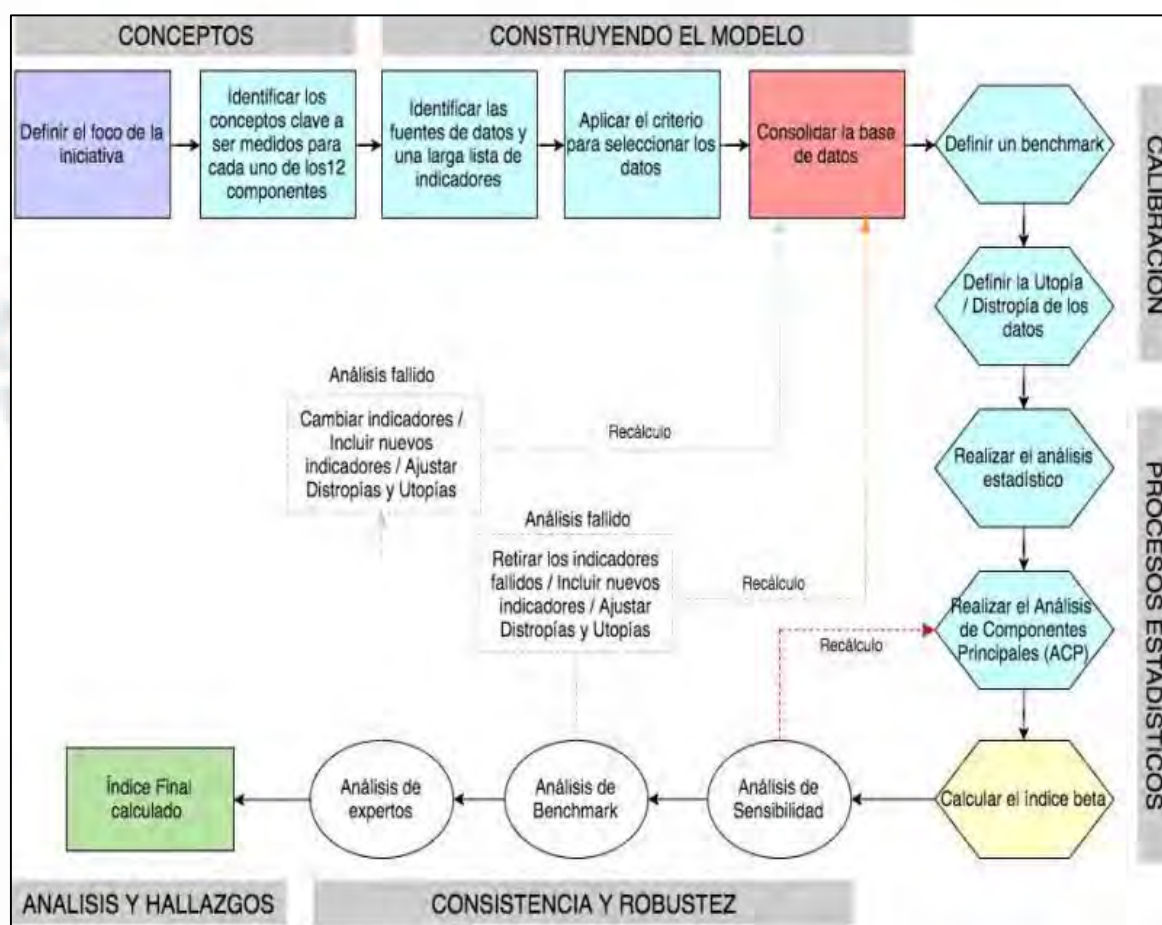 CONCEPTOS
CONSTRUYENDO EL MODELO
Definir el foco de la
iniciativa
Identificar los
conceptos clave a
ser medidos para
cada uno de los12
componentes
Identificar las
fuentes de datos y
una larga lista de
indicadores
Aplicar el criterio
para seleccionar los
datos
Consolidar la base
de datos
Definir un benchmark
CALIBRACIÓN
Definir la Utopía
/ Distropía de los
datos
Análisis fallido
Cambiar indicadores /
Incluir nuevos
indicadores / Ajustar
Distropías y Utopías
Recálculo
Realizar el análisis
estadístico
PROCESOS ESTADÍSTICOS
Análisis fallido
Retirar los indicadores
fallidos / Incluir nuevos
indicadores / Ajustar
Distropías y Utopías
Recálculo
Realizar el Análisis
de Componentes
Principales (ACP)
Recálculo
Índice Final
calculado
Análisis de
expertos
Análisis de
Benchmark
Análisis de
Sensibilidad
Calcular el índice beta
ANALISIS Y HALLAZGOS
CONSISTENCIA Y ROBUSTEZ